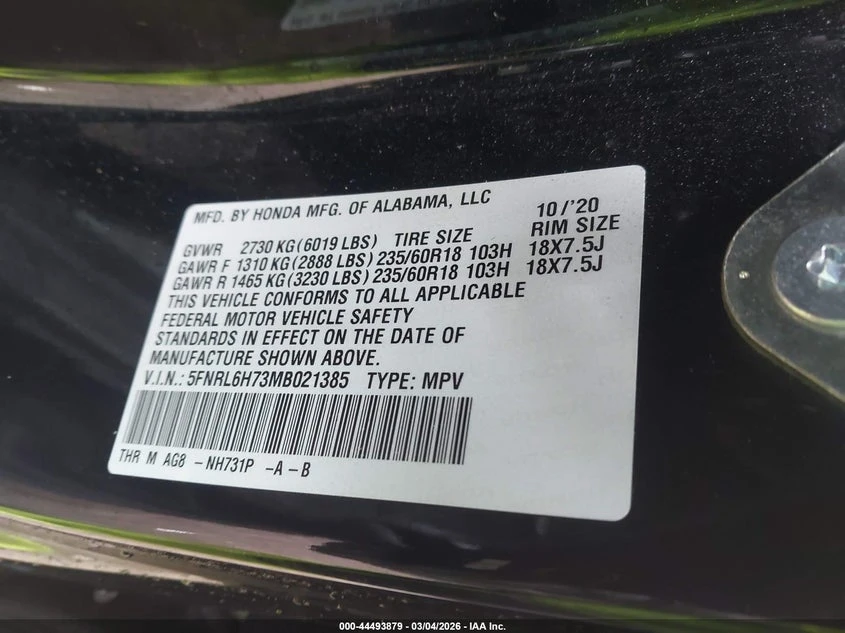 MFD. BY HONDA MFG. OF ALABAMA, LLC 10/'20
GVWR 2730 KG(6019 LBS) TIRE SIZE RIM SIZE
GAWR F 1310 KG(2888 LBS)235/60R18 103H 18X7.5J
GAWR R 1465 KG(3230 LBS)235/60R18 103H 18X7.5J
THIS VEHICLE CONFORMS TO ALL APPLICABLE
FEDERAL MOTOR VEHICLE SAFETY
STANDARDS IN EFFECT ON THE DATE OF
MANUFACTURE SHOWN ABOVE.
V.I.N.: 5FNRL6H73MB021385 TYPE: MPV
THR M AG8 -NH731P -A-B
000-44493879 - 03/04/2026 - IAA Inc.